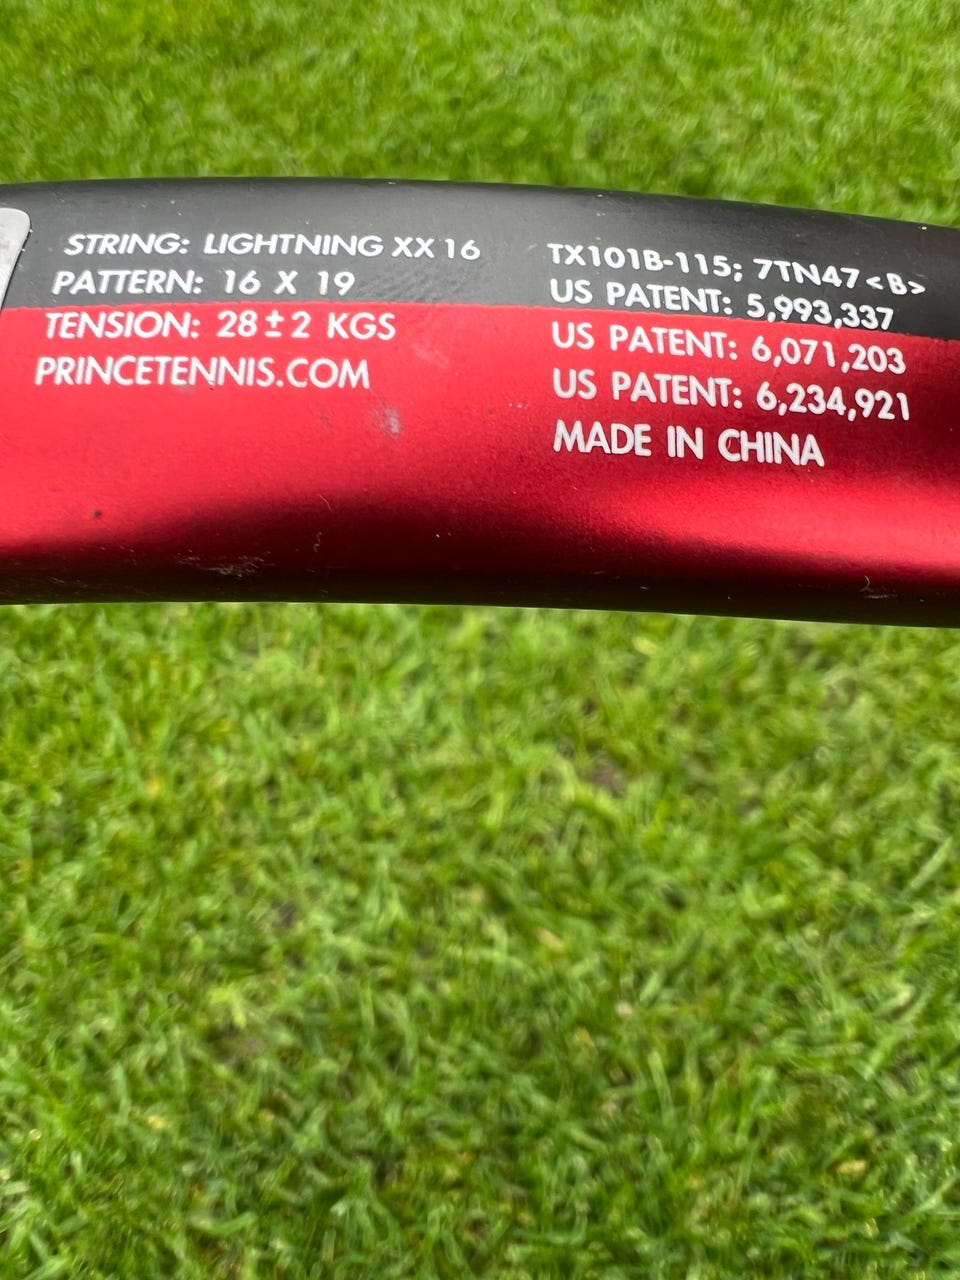 STRING: LIGHTNING XX 16
PATTERN: 16 X 19
TENSION: 28±2 KGS
PRINCETENNIS.COM
TX101B-115; 7TN47<B>
US PATENT: 5,993,337
US PATENT: 6,071,203
US PATENT: 6,234,921
MADE IN CHINA